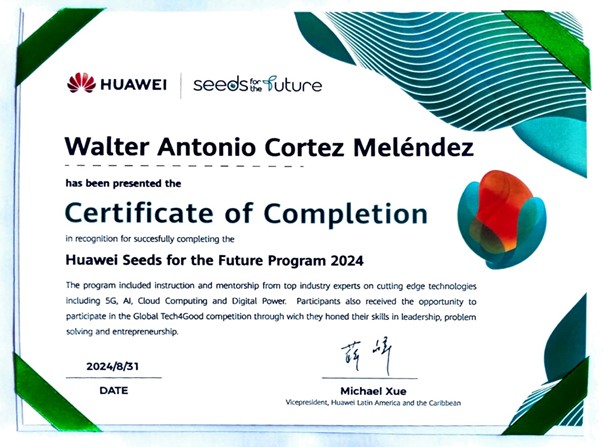 HUAWEI seeds for the future
Walter Antonio Cortez Meléndez
has been presented the
Certificate of Completion
in recognition for succesfully completing the
Huawei Seeds for the Future Program 2024
The program included instruction and mentorship from top industry experts on cutting edge technologies
including 5G, AI, Cloud Computing and Digital Power. Participants also received the opportunity to
participate in the Global Tech4Good competition through wich they honed their skills in leadership, problem
solving and entrepreneurship.
薛峰
2024/8/31
DATE
Michael Xue
Vicepresident, Huawei Latin America and the Caribbean